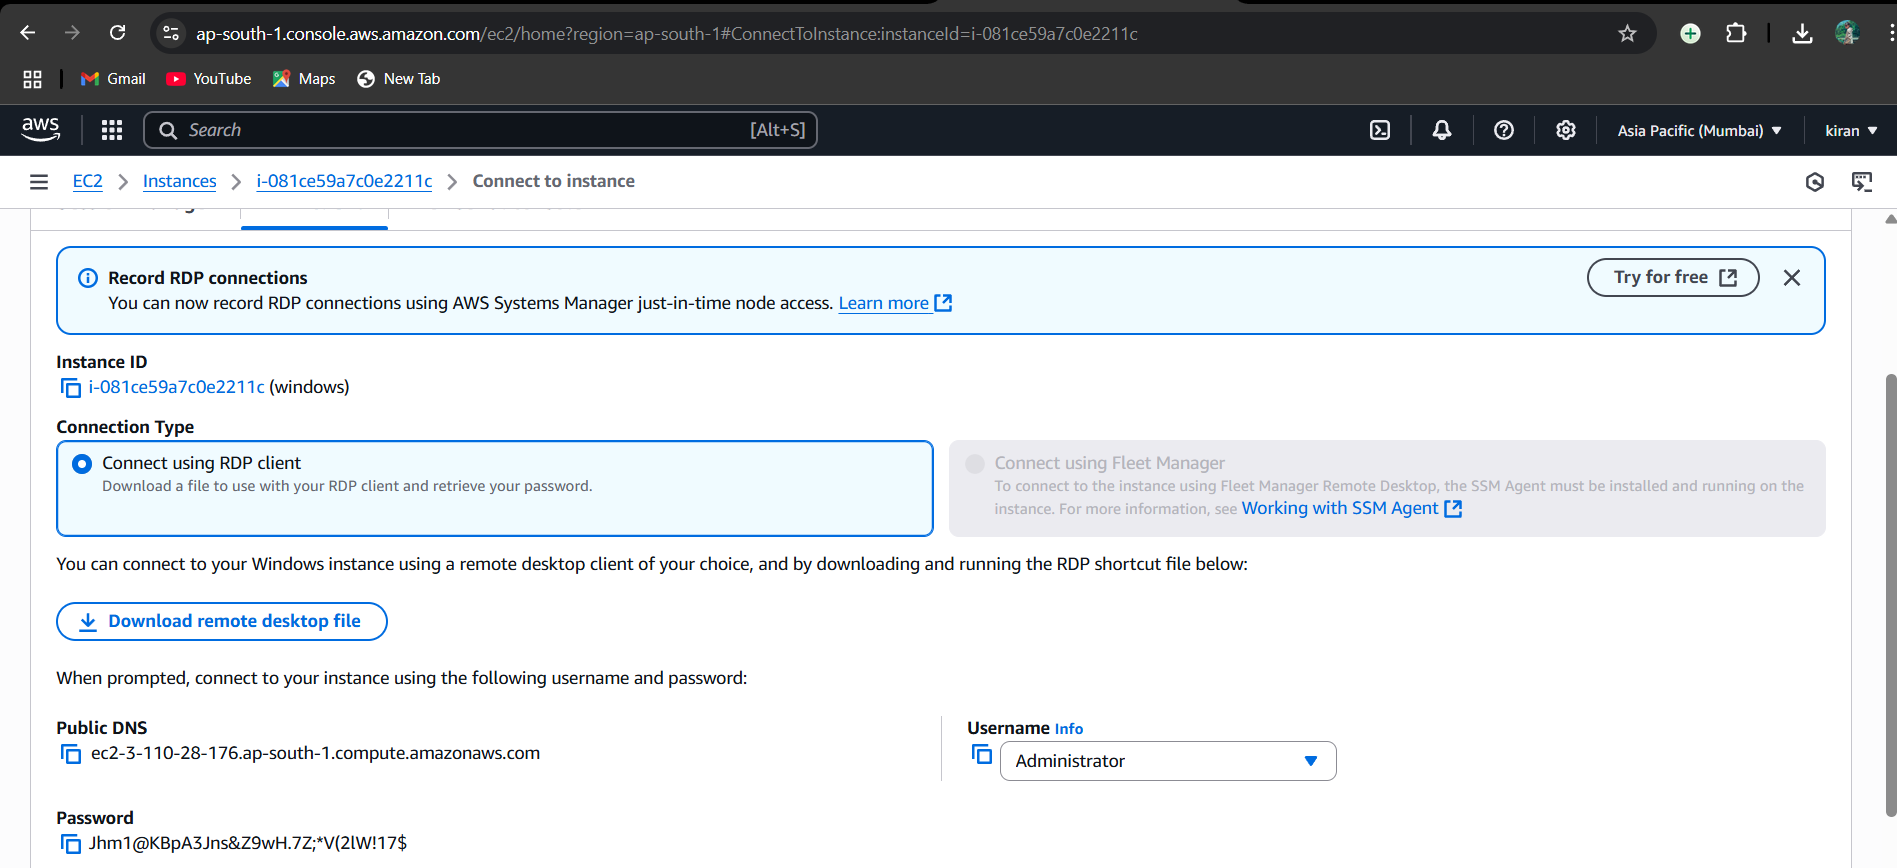 ap-south-1.console.aws.amazon.com/ec2/home?region=ap-south-1#ConnectToInstance:instanceId=i-081ce59a7c0e2211c
Gmail YouTube Maps New Tab
aws Search [Alt+S] Asia Pacific (Mumbai) kiran
EC2 Instances i-081ce59a7c0e2211c Connect to instance
Record RDP connections
You can now record RDP connections using AWS Systems Manager just-in-time node access. Learn more
Try for free
Instance ID
i-081ce59a7c0e2211c (windows)
Connection Type
Connect using RDP client
Download a file to use with your RDP client and retrieve your password.
Connect using Fleet Manager
To connect to the instance using Fleet Manager Remote Desktop, the SSM Agent must be installed and running on the
instance. For more information, see Working with SSM Agent
You can connect to your Windows instance using a remote desktop client of your choice, and by downloading and running the RDP shortcut file below:
Download remote desktop file
When prompted, connect to your instance using the following username and password:
Public DNS
ec2-3-110-28-176.ap-south-1.compute.amazonaws.com
Username Info
Administrator
Password
Jhm1@KBpA3Jns&Z9wH.7Z;*V(2lW!17$